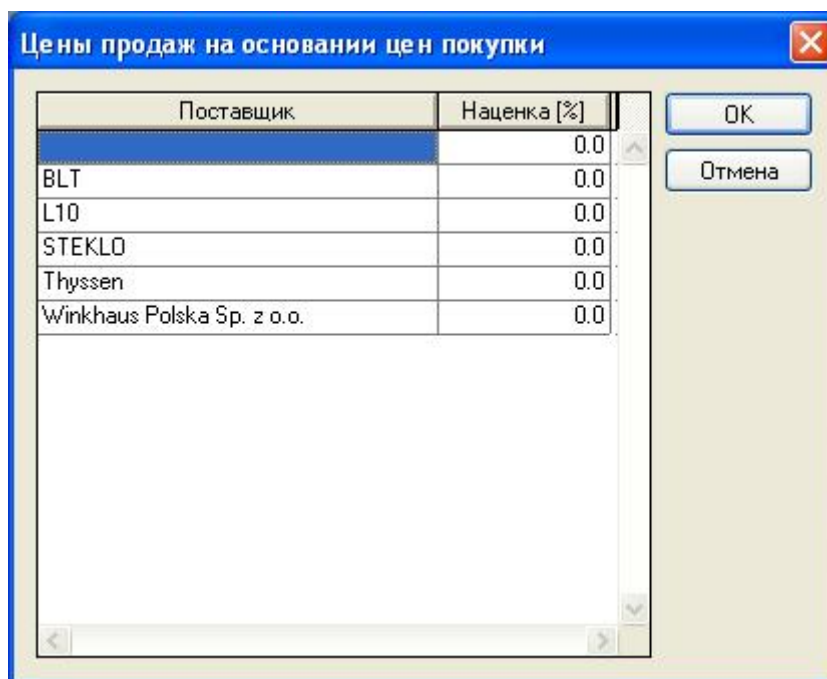 Цены продаж на основании цен покупки
Поставщик Наценка [%]
0.0
BLT 0.0
L10 0.0
STEKLO 0.0
Thyssen 0.0
Winkhaus Polska Sp. z o.o. 0.0
OK
Отмена